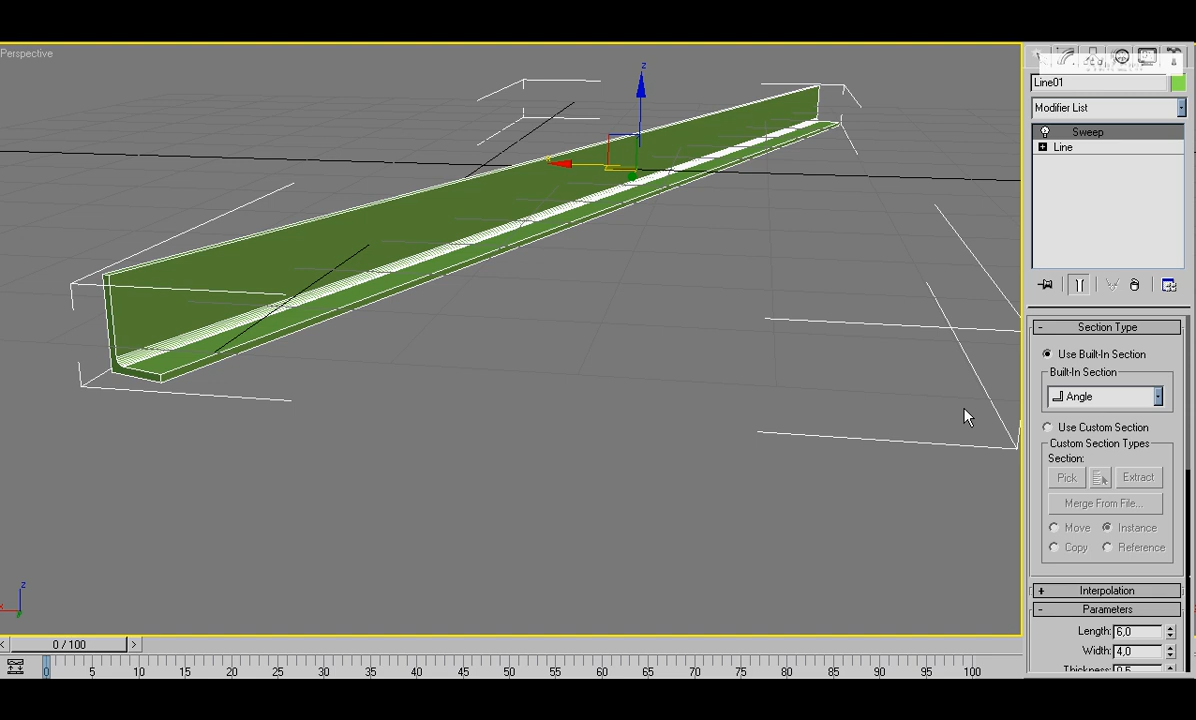 Perspective
z
z
x
Line01
Modifier List
Sweep
Line
- Section Type
Use Built-In Section
Built-In Section
Angle
Use Custom Section
Custom Section Types
Section:
Pick
Extract
Merge From File...
Move
Instance
Copy
Reference
+ Interpolation
- Parameters
Length: 6,0
Width: 4,0
Thickness: 0,5
< 0 / 100 >
0 5 10 15 20 25 30 35 40 45 50 55 60 65 70 75 80 85 90 95 100